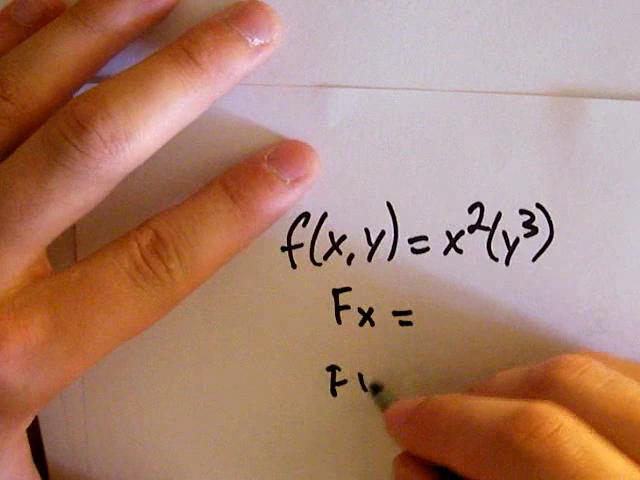 f(x,y)=x²(y³)
Fx =
F